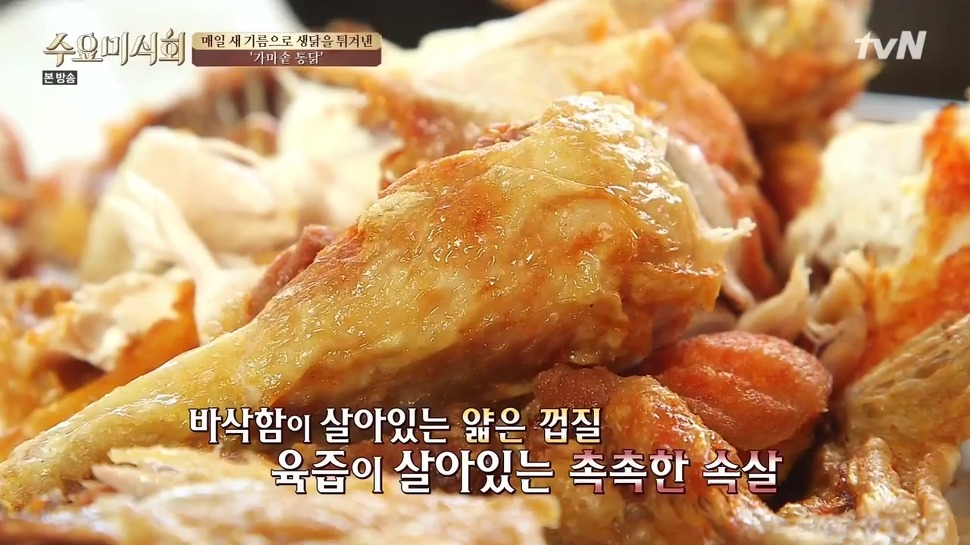 수요미식회
본 방송
매일 새 기름으로 생닭을 튀겨낸
'가마솥 통닭'
tvN
바삭함이 살아있는 얇은 껍질
육즙이 살아있는 촉촉한 속살